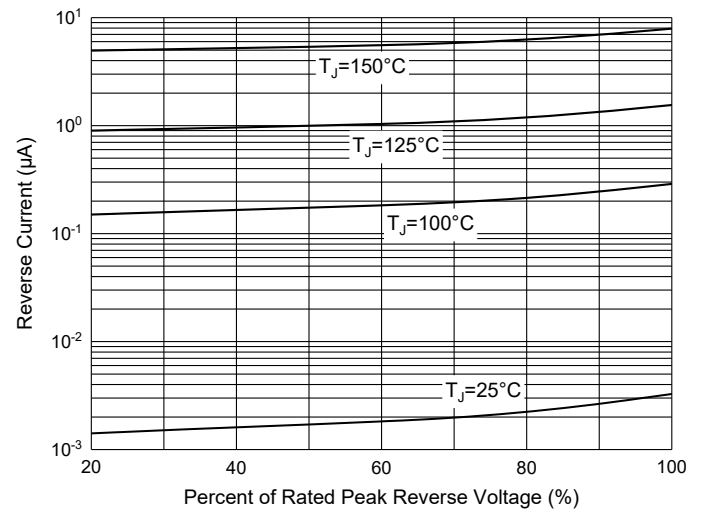 10¹
T_J=150°C
10⁰
T_J=125°C
10⁻¹
T_J=100°C
10⁻²
T_J=25°C
10⁻³
Reverse Current (µA)
20 40 60 80 100
Percent of Rated Peak Reverse Voltage (%)